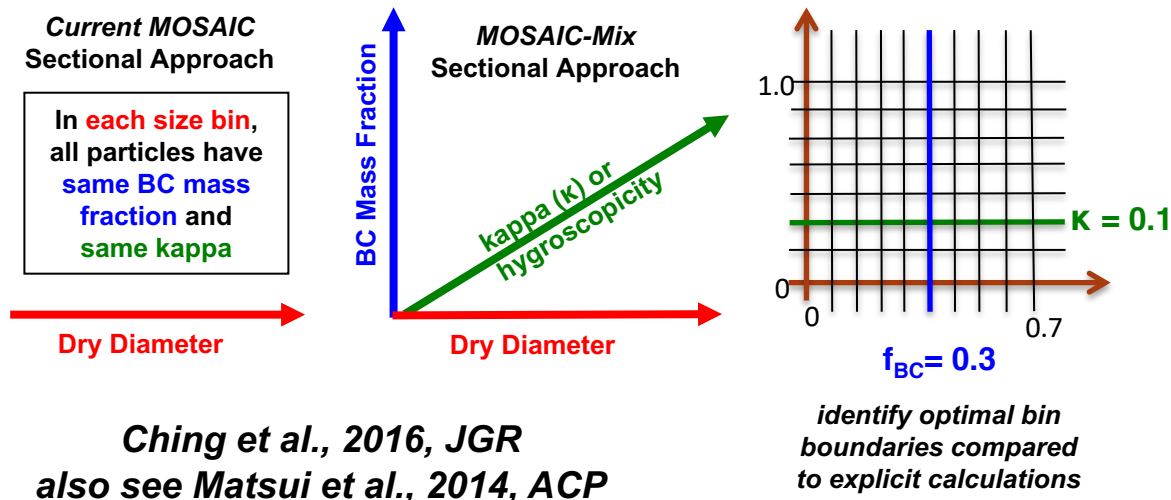 Current MOSAIC
Sectional Approach
In each size bin,
all particles have
same BC mass
fraction and
same kappa
Dry Diameter
MOSAIC-Mix
Sectional Approach
BC Mass Fraction
kappa (κ) or
hygroscopicity
Dry Diameter
1.0
0
0
0.7
κ = 0.1
fBC= 0.3
identify optimal bin
boundaries compared
to explicit calculations
Ching et al., 2016, JGR
also see Matsui et al., 2014, ACP